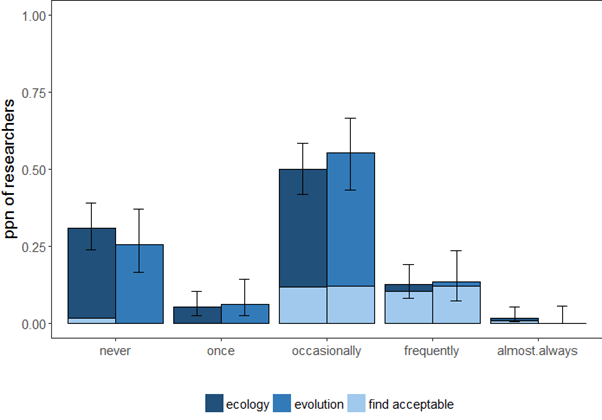 ppn of researchers
1.00
0.75
0.50
0.25
0.00
never once occasionally frequently almost.always
ecology evolution find acceptable